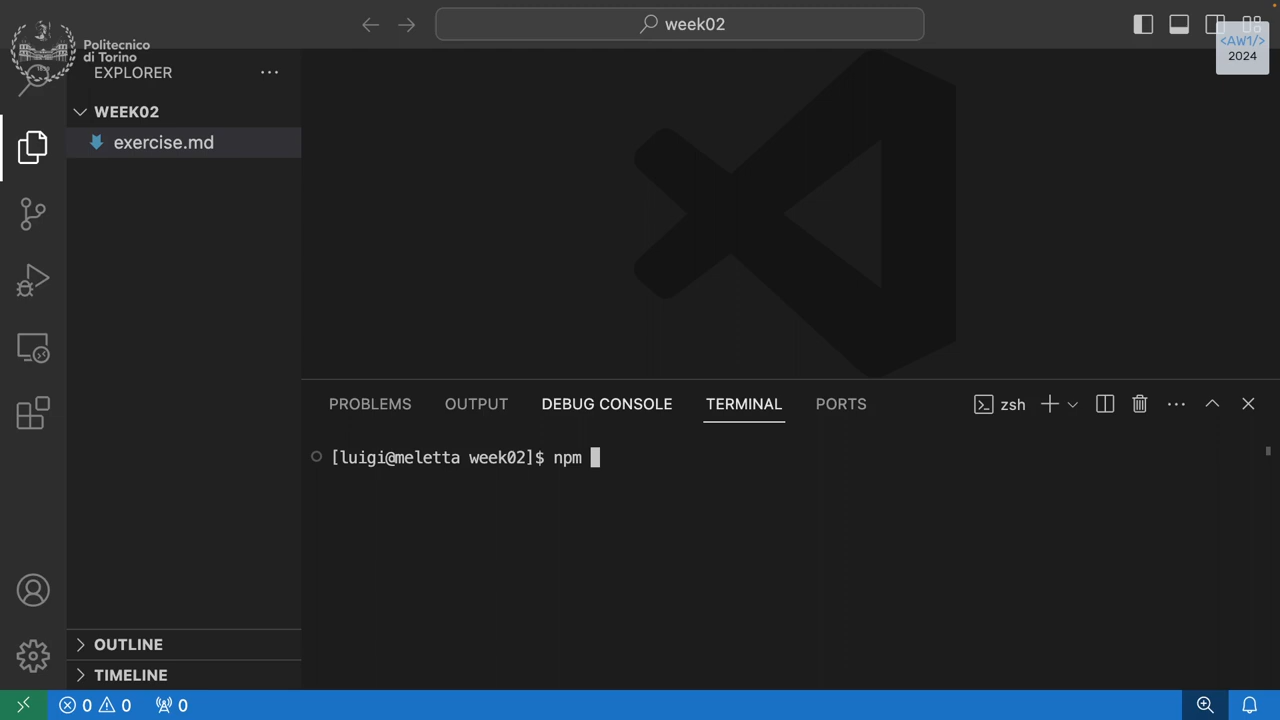 week02
Politecnico
di Torino
<AW1/>
2024
EXPLORER
WEEK02
exercise.md
PROBLEMS OUTPUT DEBUG CONSOLE TERMINAL PORTS zsh
[luigi@meletta week02]$ npm
OUTLINE
TIMELINE
0 0 0